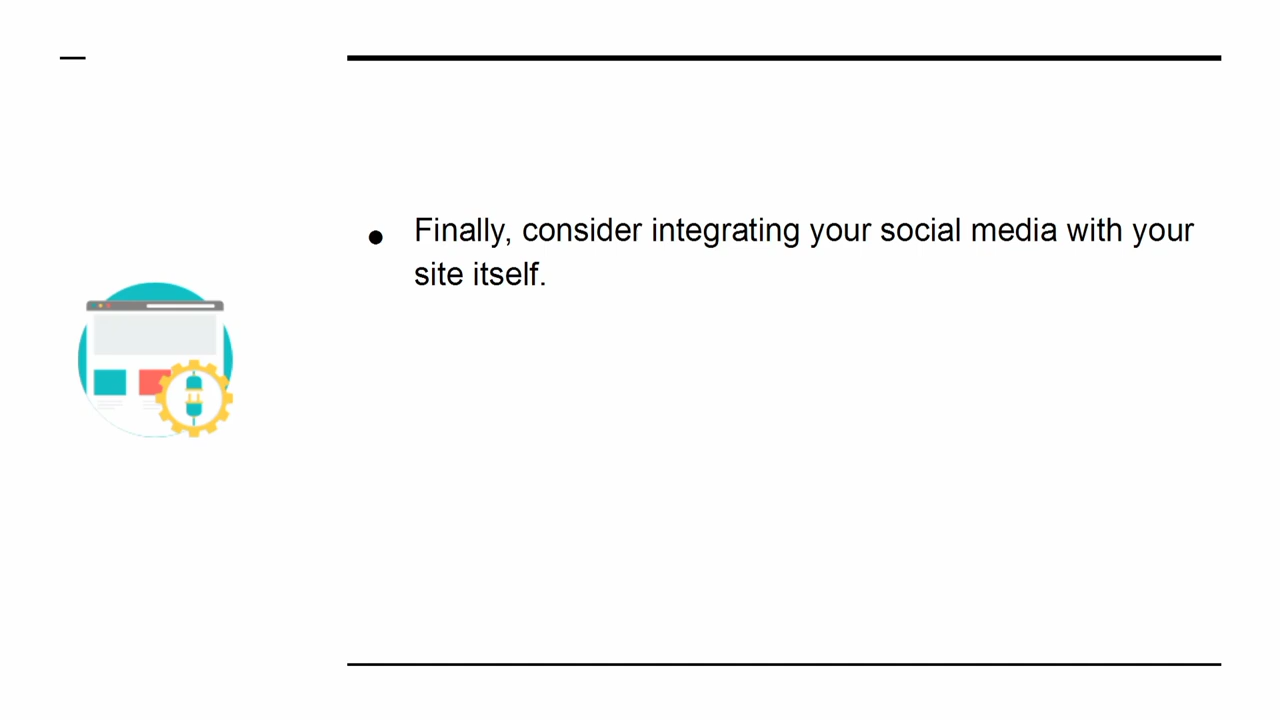 Finally, consider integrating your social media with your
site itself.